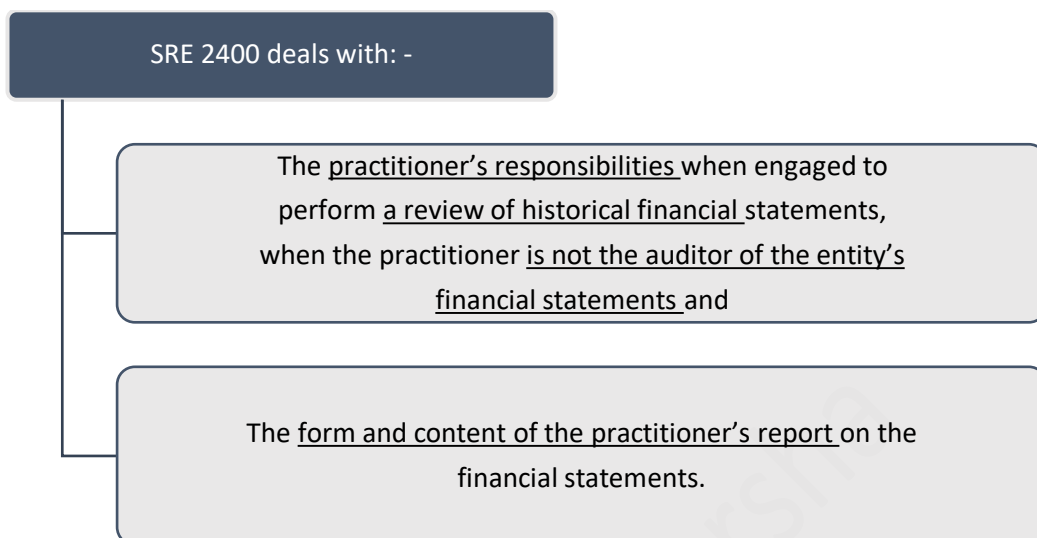 SRE 2400 deals with: -
The practitioner’s responsibilities when engaged to
perform a review of historical financial statements,
when the practitioner is not the auditor of the entity’s
financial statements and
The form and content of the practitioner’s report on the
financial statements.